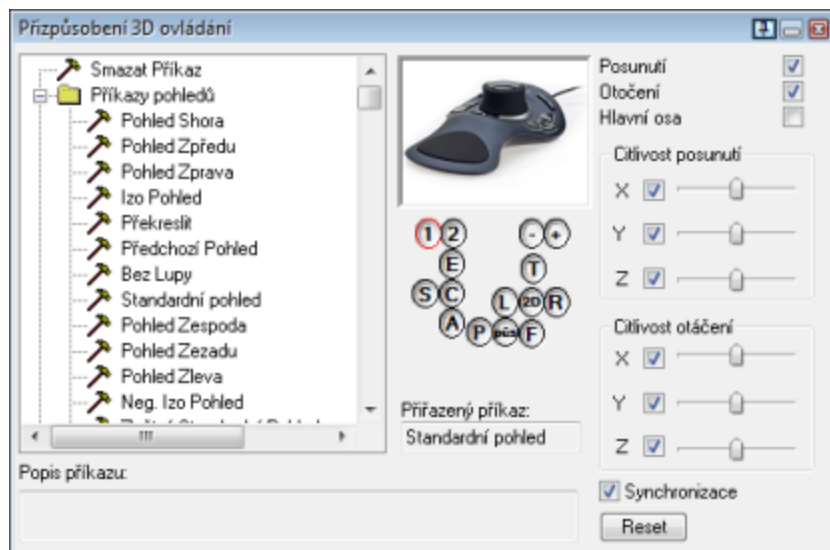 Přizpůsobení 3D ovládání
Smazat Příkaz
Příkazy pohledů
Pohled Shora
Pohled Zpředu
Pohled Zprava
Izo Pohled
Překreslit
Předchozí Pohled
Bez Lupy
Standardní pohled
Pohled Zespoda
Pohled Zezadu
Pohled Zleva
Neg. Izo Pohled
1 2 - +
E T
S C L 2D R
A P půs F
Přiřazený příkaz:
Standardní pohled
Posunutí
Otočení
Hlavní osa
Citlivost posunutí
X
Y
Z
Citlivost otáčení
X
Y
Z
Synchronizace
Reset
Popis příkazu: